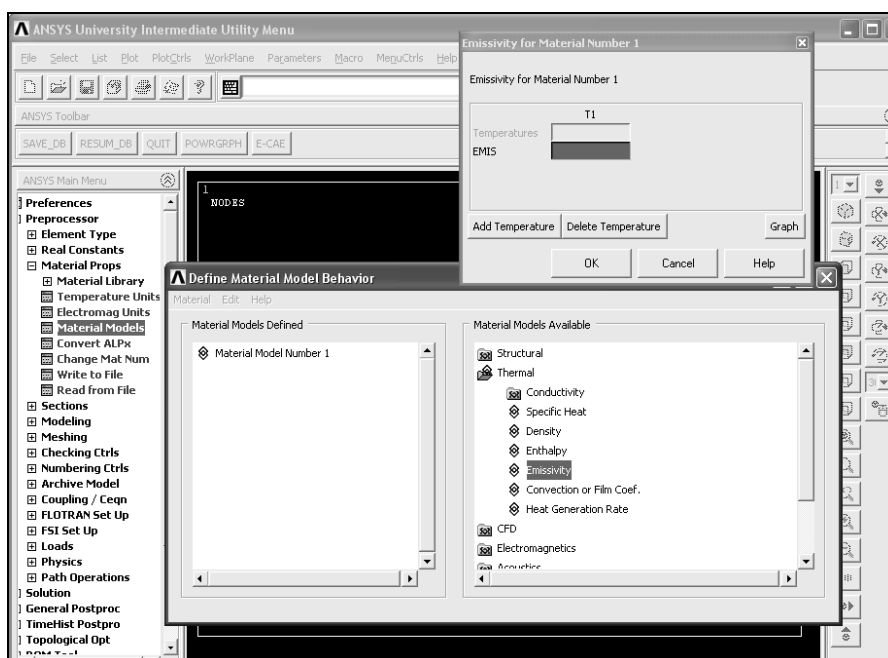 ANSYS University Intermediate Utility Menu
File Select List Plot PlotCtrls WorkPlane Parameters Macro MenuCtrls Help
ANSYS Toolbar
SAVE_DB RESUM_DB QUIT POWRGRPH E-CAE
ANSYS Main Menu
Preferences
Preprocessor
Element Type
Real Constants
Material Props
Material Library
Temperature Units
Electromag Units
Material Models
Convert ALPx
Change Mat Num
Write to File
Read from File
Sections
Modeling
Meshing
Checking Ctrls
Numbering Ctrls
Archive Model
Coupling / Ceqn
FLOTRAN Set Up
FSI Set Up
Loads
Physics
Path Operations
Solution
General Postproc
TimeHist Postpro
Topological Opt
ROM Tool
1
NODES
Emissivity for Material Number 1
Emissivity for Material Number 1
T1
Temperatures
EMIS
Add Temperature Delete Temperature Graph
OK Cancel Help
Define Material Model Behavior
Material Edit Help
Material Models Defined
Material Model Number 1
Material Models Available
Structural
Thermal
Conductivity
Specific Heat
Density
Enthalpy
Emissivity
Convection or Film Coef.
Heat Generation Rate
CFD
Electromagnetics
Acoustics
1